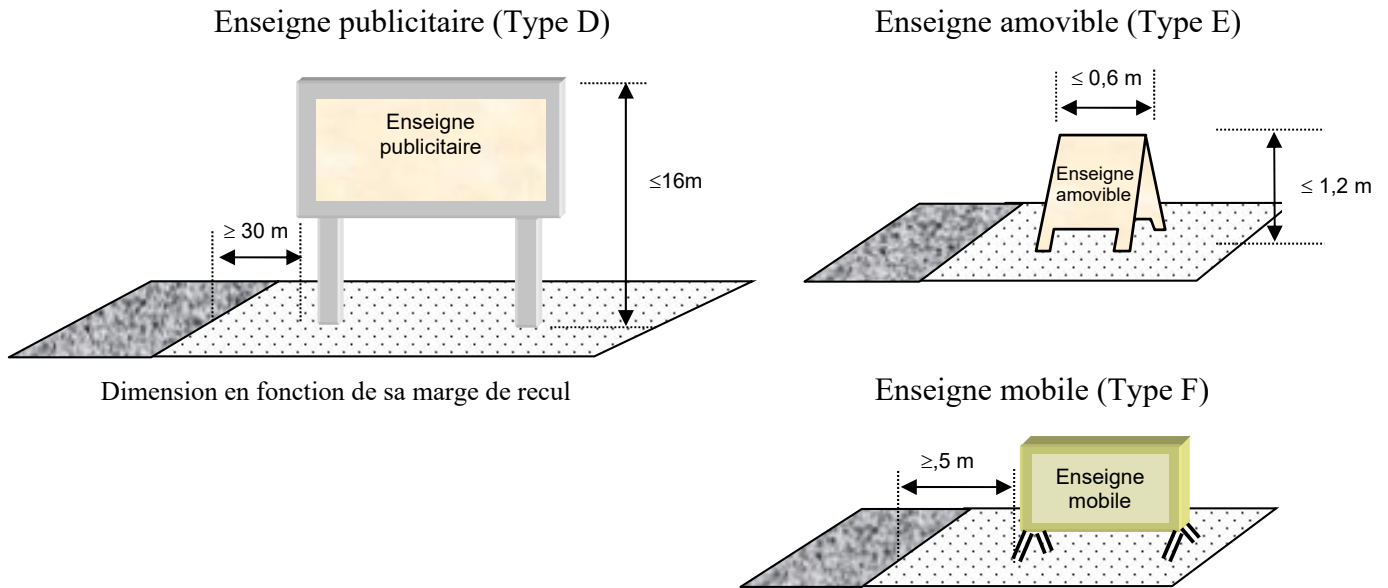 Enseigne publicitaire (Type D)
Enseigne publicitaire
≤16m
≥ 30 m
Dimension en fonction de sa marge de recul
Enseigne amovible (Type E)
≤ 0,6 m
Enseigne amovible
≤ 1,2 m
Enseigne mobile (Type F)
≥,5 m
Enseigne mobile